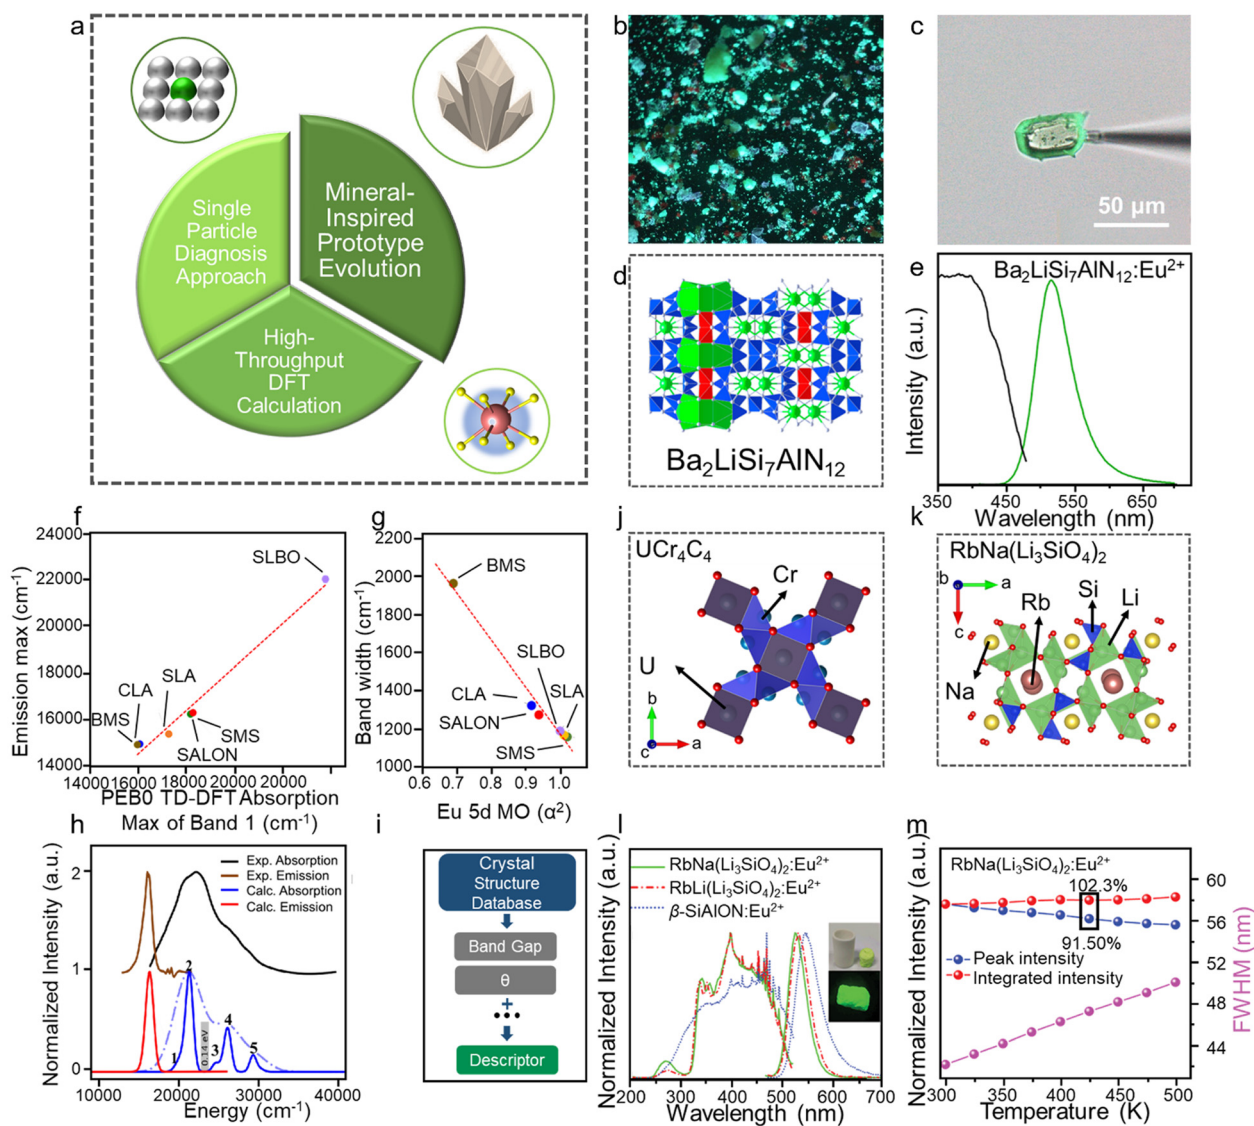 a
Single
Particle
Diagnosis
Approach
Mineral-
Inspired
Prototype
Evolution
High-
Throughput
DFT
Calculation
b
c
50 µm
d
Ba₂LiSi₇AlN₁₂
e
Ba₂LiSi₇AlN₁₂:Eu²⁺
Intensity (a.u.)
350 450 550 650
Wavelength (nm)
f
Emission max (cm⁻¹)
24000
22000
20000
18000
16000
14000
SLBO
SLA
CLA
BMS
SMS
SALON
14000 16000 18000 20000 20000
PEB0 TD-DFT Absorption
Max of Band 1 (cm⁻¹)
g
Band width (cm⁻¹)
2200
2000
1800
1600
1400
1200
1000
BMS
SLBO
CLA
SLA
SALON
SMS
0.6 0.7 0.8 0.9 1.0
Eu 5d MO (α²)
h
Normalized Intensity (a.u.)
2
1
0
Exp. Absorption
Exp. Emission
Calc. Absorption
Calc. Emission
1
2
0.14 eV
3
4
5
10000 20000 30000 40000
Energy (cm⁻¹)
i
Crystal
Structure
Database
Band Gap
θ
+
•••
Descriptor
j
UCr₄C₄
Cr
U
b
a
c
k
RbNa(Li₃SiO₄)₂
b
a
c
Rb
Si
Li
Na
l
Normalized Intensity (a.u.)
RbNa(Li₃SiO₄)₂:Eu²⁺
RbLi(Li₃SiO₄)₂:Eu²⁺
β-SiAlON:Eu²⁺
200 300 400 500 600 700
Wavelength (nm)
m
Normalized Intensity (a.u.)
RbNa(Li₃SiO₄)₂:Eu²⁺
102.3%
91.50%
Peak intensity
Integrated intensity
60
56
52
48
44
FWHM (nm)
300 350 400 450 500
Temperature (K)